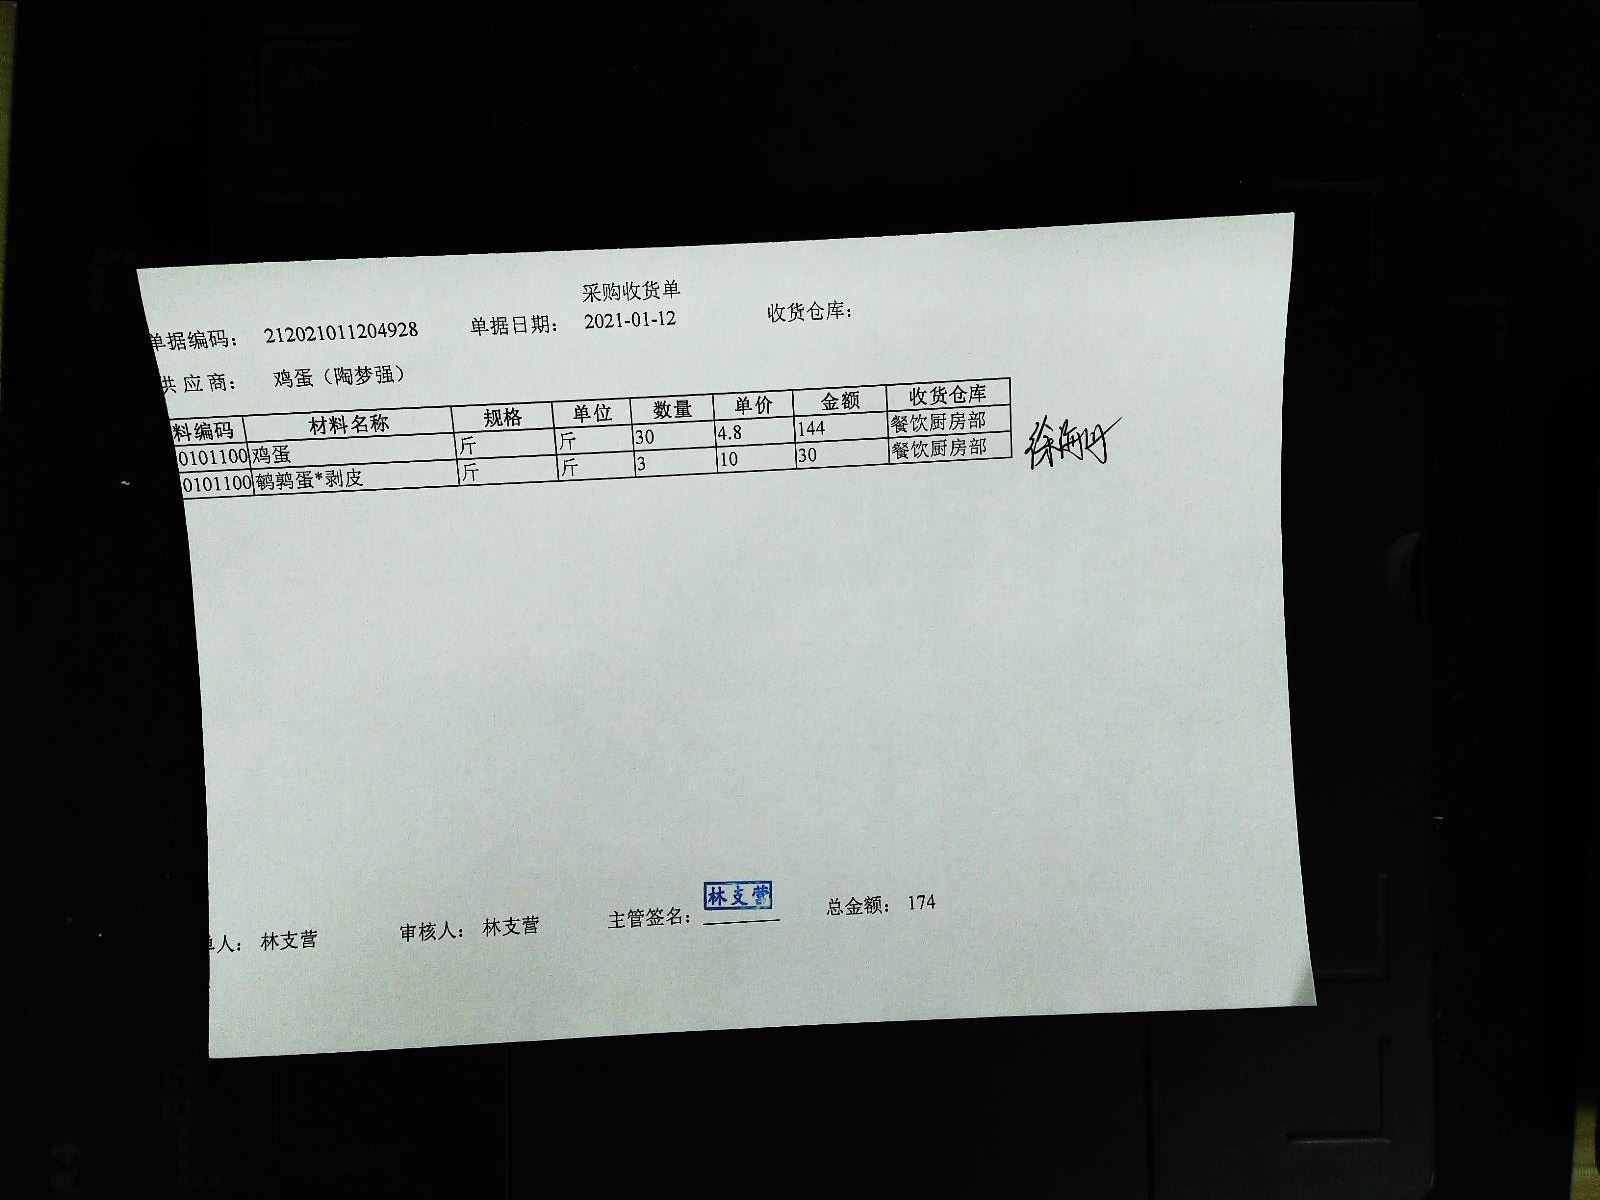 采购收货单
单据编码: 212021011204928 单据日期: 2021-01-12 收货仓库:
供应商: 鸡蛋(陶梦强)
料编码 材料名称 规格 单位 数量 单价 金额 收货仓库
0101100 鸡蛋 斤 斤 30 4.8 144 餐饮厨房部
0101100 鹌鹑蛋*剥皮 斤 斤 3 10 30 餐饮厨房部
林支营
单人: 林支营 审核人: 林支营 主管签名: 总金额: 174